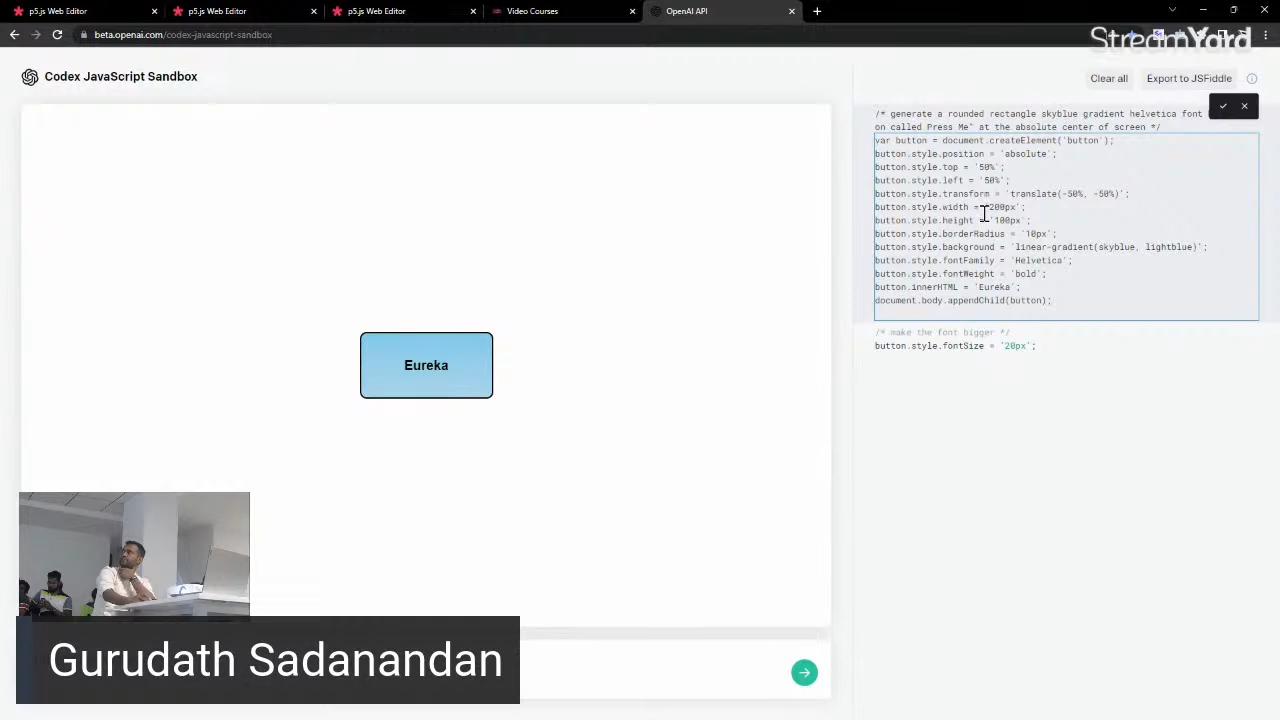 p5.js Web Editor
p5.js Web Editor
p5.js Web Editor
Video Courses
OpenAI API
beta.openai.com/codex-javascript-sandbox
StreamYard
Codex JavaScript Sandbox
Clear all
Export to JSFiddle
/* generate a rounded rectangle skyblue gradient helvetica font
on called Press Me" at the absolute center of screen */
var button = document.createElement('button');
button.style.position = 'absolute';
button.style.top = '50%';
button.style.left = '50%';
button.style.transform = 'translate(-50%, -50%)';
button.style.width = '200px';
button.style.height = '100px';
button.style.borderRadius = '10px';
button.style.background = 'linear-gradient(skyblue, lightblue)';
button.style.fontFamily = 'Helvetica';
button.style.fontWeight = 'bold';
button.innerHTML = 'Eureka';
document.body.appendChild(button);
/* make the font bigger */
button.style.fontSize = '20px';
Eureka
Gurudath Sadanandan